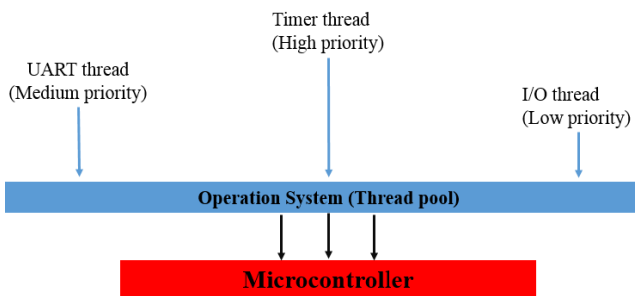 Timer thread
(High priority)
UART thread
(Medium priority)
I/O thread
(Low priority)
Operation System (Thread pool)
Microcontroller